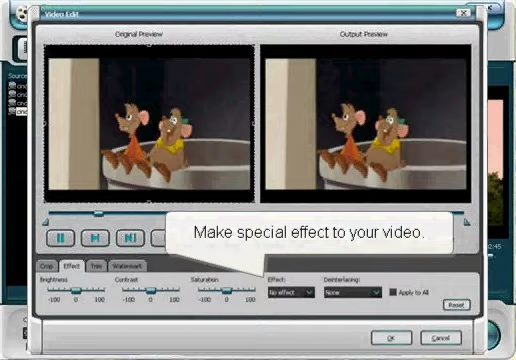 Video Edit
Original Preview
Output Preview
Source
Make special effect to your video.
:45
Crop Effect Trim Watermark
Brightness Contrast Saturation Effect: Deinterlacing:
-100 0 100 -100 0 100 -100 0 100 No effect None Apply to All
Reset
OK Cancel